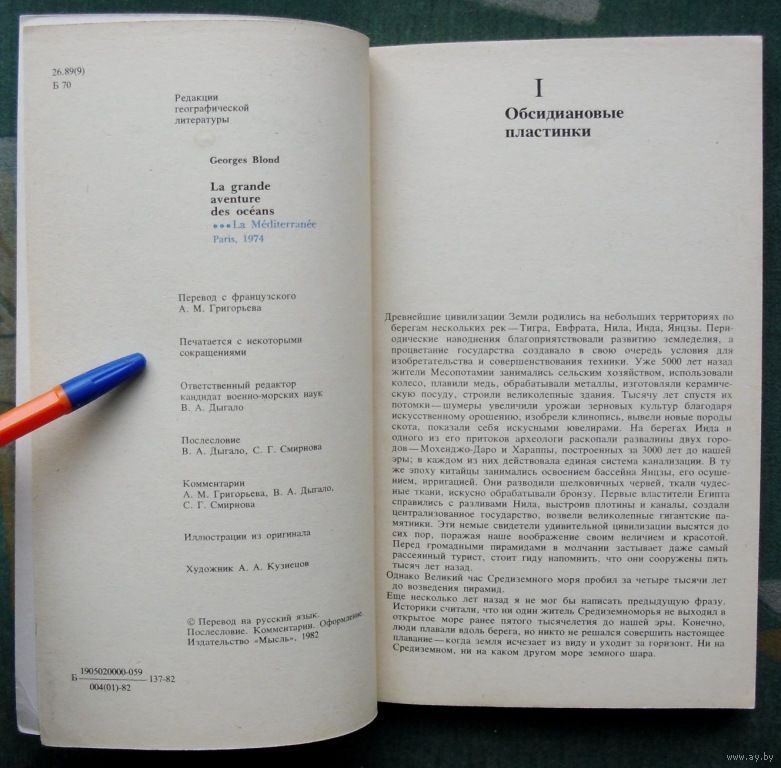 26.89(9)
Б 70
Редакции
географической
литературы
Georges Blond
La grande
aventure
des océans
•••La Méditerranée
Paris, 1974
Перевод с французского
А. М. Григорьева
Печатается с некоторыми
сокращениями
Ответственный редактор
кандидат военно-морских наук
В. А. Дыгало
Послесловие
В. А. Дыгало, С. Г. Смирнова
Комментарии
А. М. Григорьева, В. А. Дыгало,
С. Г. Смирнова
Иллюстрации из оригинала
Художник А. А. Кузнецов
© Перевод на русский язык.
Послесловие. Комментарии. Оформление.
Издательство «Мысль», 1982
Б 1905020000-059 137-82
004(01)-82
I
Обсидиановые
пластинки
Древнейшие цивилизации Земли родились на небольших территориях по
берегам нескольких рек — Тигра, Евфрата, Нила, Инда, Янцзы. Пери-
одические наводнения благоприятствовали развитию земледелия, а
процветание государства создавало в свою очередь условия для
изобретательства и совершенствования техники. Уже 5000 лет назад
жители Месопотамии занимались сельским хозяйством, использовали
колесо, плавили медь, обрабатывали металлы, изготовляли керамиче-
скую посуду, строили великолепные здания. Тысячу лет спустя их
потомки — шумеры увеличили урожаи зерновых культур благодаря
искусственному орошению, изобрели клинопись, вывели новые породы
скота, показали себя искусными ювелирами. На берегах Инда и
одного из его притоков археологи раскопали развалины двух горо-
дов — Мохенджо-Даро и Хараппы, построенных за 3000 лет до нашей
эры; в каждом из них действовала единая система канализации. В ту
же эпоху китайцы занимались освоением бассейна Янцзы, его осуше-
нием, ирригацией. Они разводили шелковичных червей, ткали чудес-
ные ткани, искусно обрабатывали бронзу. Первые властители Египта
справились с разливами Нила, выстроив плотины и каналы, создали
централизованное государство, возвели великолепные гигантские па-
мятники. Эти немые свидетели удивительной цивилизации высятся до
сих пор, поражая наше воображение своим величием и красотой.
Перед громадными пирамидами в молчании застывает даже самый
рассеянный турист, стоит гиду напомнить, что они сооружены пять
тысяч лет назад.
Однако Великий час Средиземного моря пробил за четыре тысячи лет
до возведения пирамид.
Еще несколько лет назад я не мог бы написать предыдущую фразу.
Историки считали, что ни один житель Средиземноморья не выходил в
открытое море ранее пятого тысячелетия до нашей эры. Конечно,
люди плавали вдоль берега, но никто не решался совершить настоящее
плавание — когда земля исчезает из виду и уходит за горизонт. Ни на
Средиземном, ни на каком другом море земного шара.
www.ay.by